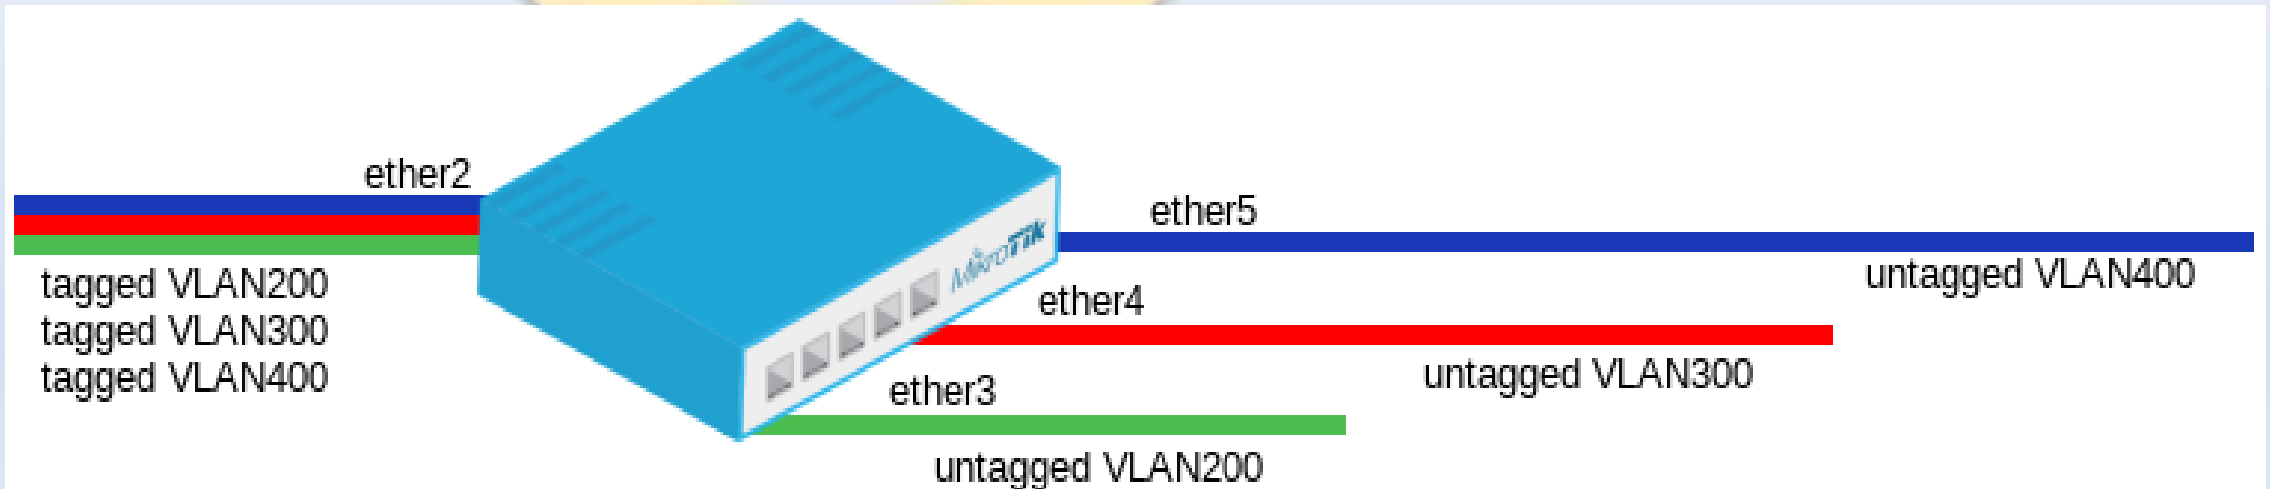 ether2
tagged VLAN200
tagged VLAN300
tagged VLAN400
MikroTik
ether5
untagged VLAN400
ether4
untagged VLAN300
ether3
untagged VLAN200